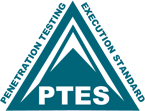 PENETRATION TESTING
EXECUTION STANDARD
PTES